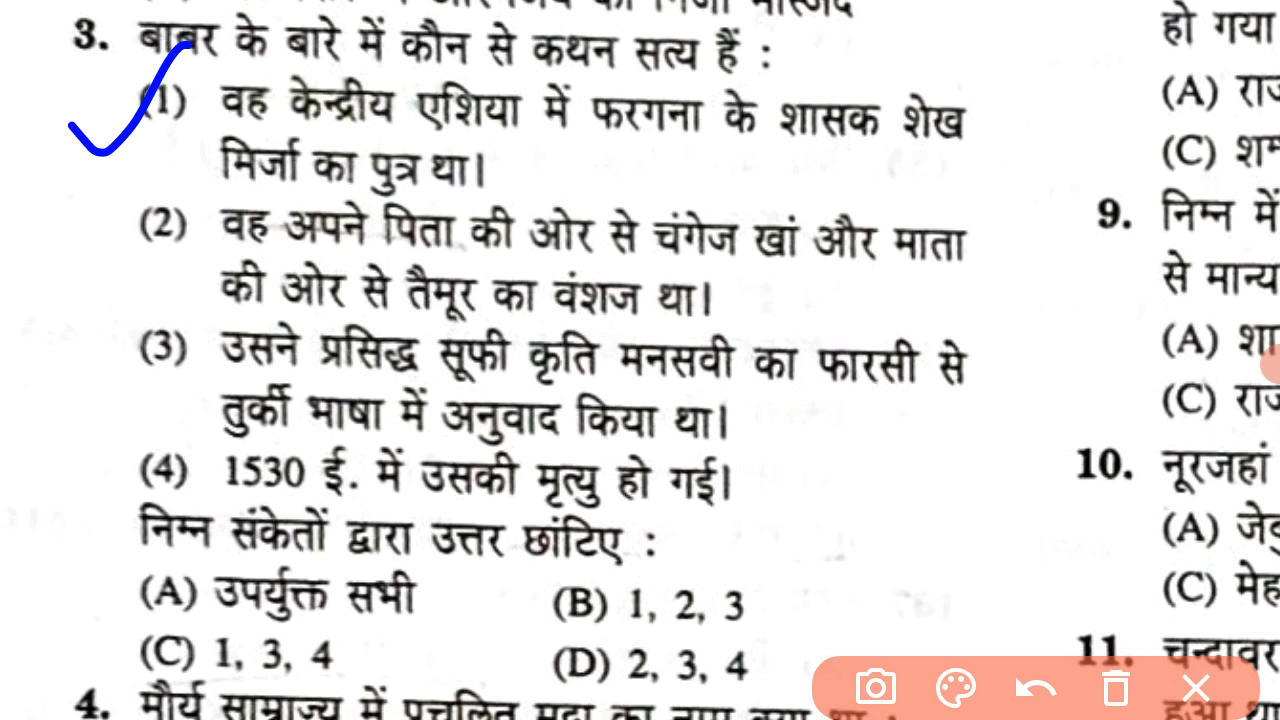 3. बाबर के बारे में कौन से कथन सत्य हैं :
(1) वह केन्द्रीय एशिया में फरगना के शासक शेख
मिर्जा का पुत्र था।
(2) वह अपने पिता की ओर से चंगेज खां और माता
की ओर से तैमूर का वंशज था।
(3) उसने प्रसिद्ध सूफी कृति मनसवी का फारसी से
तुर्की भाषा में अनुवाद किया था।
(4) 1530 ई. में उसकी मृत्यु हो गई।
निम्न संकेतों द्वारा उत्तर छांटिए :
(A) उपर्युक्त सभी (B) 1, 2, 3
(C) 1, 3, 4 (D) 2, 3, 4
4. मौर्य साम्राज्य में प्रचलित मुद्रा का नाम क्या था :
हो गया
(A)
(C)
9. निम्न में
से मान्य
(A)
(C)
10. नूरजहां
(A)
(C)
11. चन्दावर
हुआ था